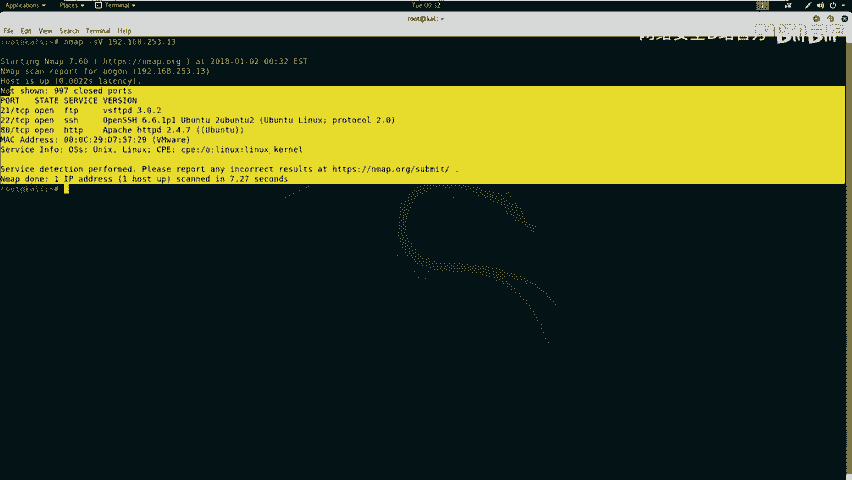 Applications Places Terminal Tue 00:32
root@kali: ~
File Edit View Search Terminal Help
:root@kali:~# nmap -sV 192.168.253.13
Starting Nmap 7.60 ( https://nmap.org ) at 2018-01-02 00:32 EST
Nmap scan report for bogon (192.168.253.13)
Host is up (0.0022s latency).
Not shown: 997 closed ports
PORT STATE SERVICE VERSION
21/tcp open ftp vsftpd 3.0.2
22/tcp open ssh OpenSSH 6.6.1p1 Ubuntu 2ubuntu2 (Ubuntu Linux; protocol 2.0)
80/tcp open http Apache httpd 2.4.7 ((Ubuntu))
MAC Address: 00:0C:29:D7:57:29 (VMware)
Service Info: OSs: Unix, Linux; CPE: cpe:/o:linux:linux_kernel
Service detection performed. Please report any incorrect results at https://nmap.org/submit/ .
Nmap done: 1 IP address (1 host up) scanned in 7.27 seconds
:root@kali:~#